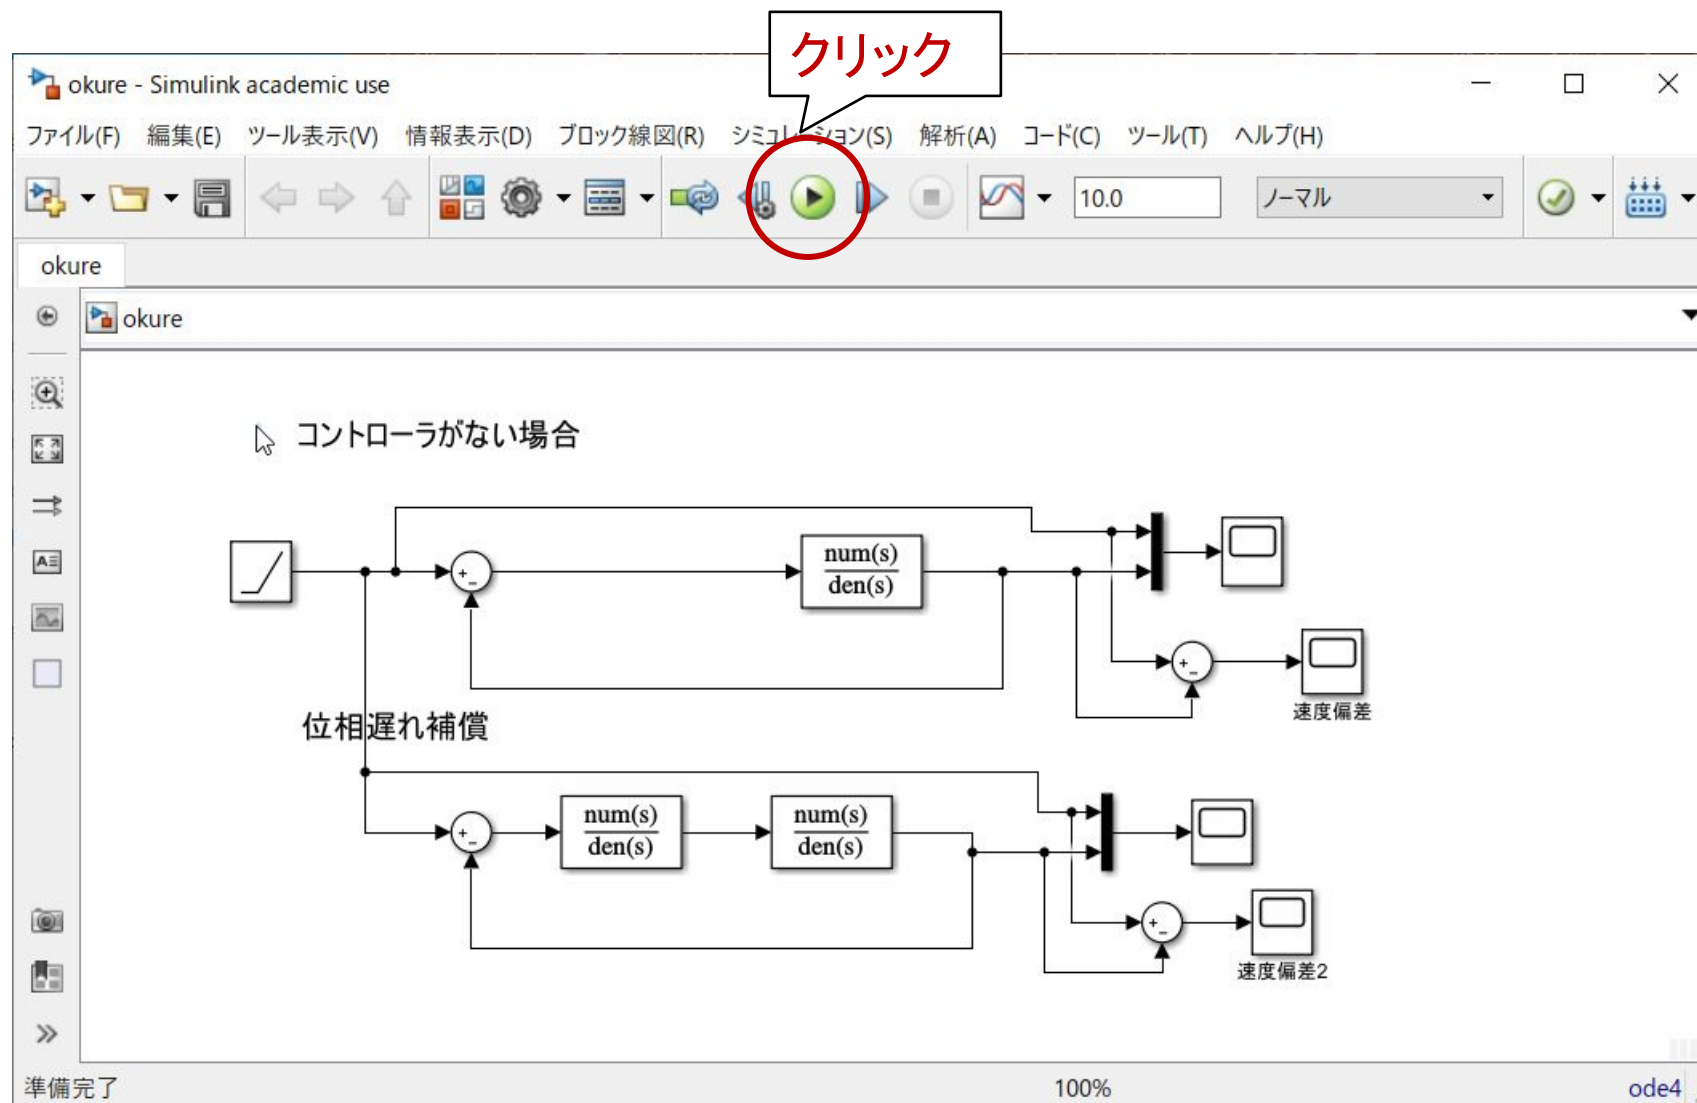 クリック
okure - Simulink academic use
ファイル(F) 編集(E) ツール表示(V) 情報表示(D) ブロック線図(R) シミュレーション(S) 解析(A) コード(C) ツール(T) ヘルプ(H)
10.0 ノーマル
okure
okure
コントローラがない場合
num(s)
den(s)
+
-
+
-
速度偏差
位相遅れ補償
num(s) num(s)
den(s) den(s)
+
-
+
-
速度偏差2
準備完了 100% ode4